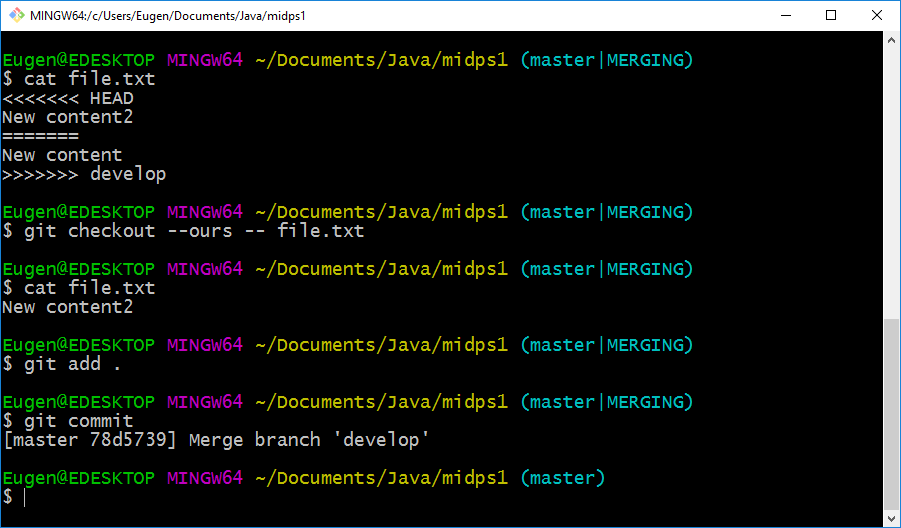 MINGW64:/c/Users/Eugen/Documents/Java/midps1
Eugen@EDESKTOP MINGW64 ~/Documents/Java/midps1 (master|MERGING)
$ cat file.txt
<<<<<<< HEAD
New content2
=======
New content
>>>>>>> develop
Eugen@EDESKTOP MINGW64 ~/Documents/Java/midps1 (master|MERGING)
$ git checkout --ours -- file.txt
Eugen@EDESKTOP MINGW64 ~/Documents/Java/midps1 (master|MERGING)
$ cat file.txt
New content2
Eugen@EDESKTOP MINGW64 ~/Documents/Java/midps1 (master|MERGING)
$ git add .
Eugen@EDESKTOP MINGW64 ~/Documents/Java/midps1 (master|MERGING)
$ git commit
[master 78d5739] Merge branch 'develop'
Eugen@EDESKTOP MINGW64 ~/Documents/Java/midps1 (master)
$